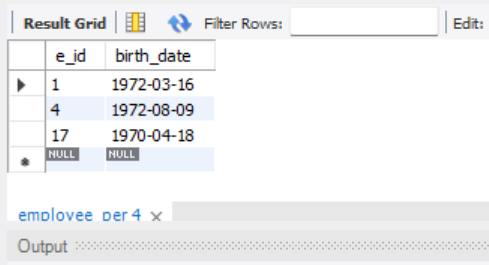 Result Grid Filter Rows: Edit:
e_id birth_date
1 1972-03-16
4 1972-08-09
17 1970-04-18
NULL NULL
employee_per 4
Output